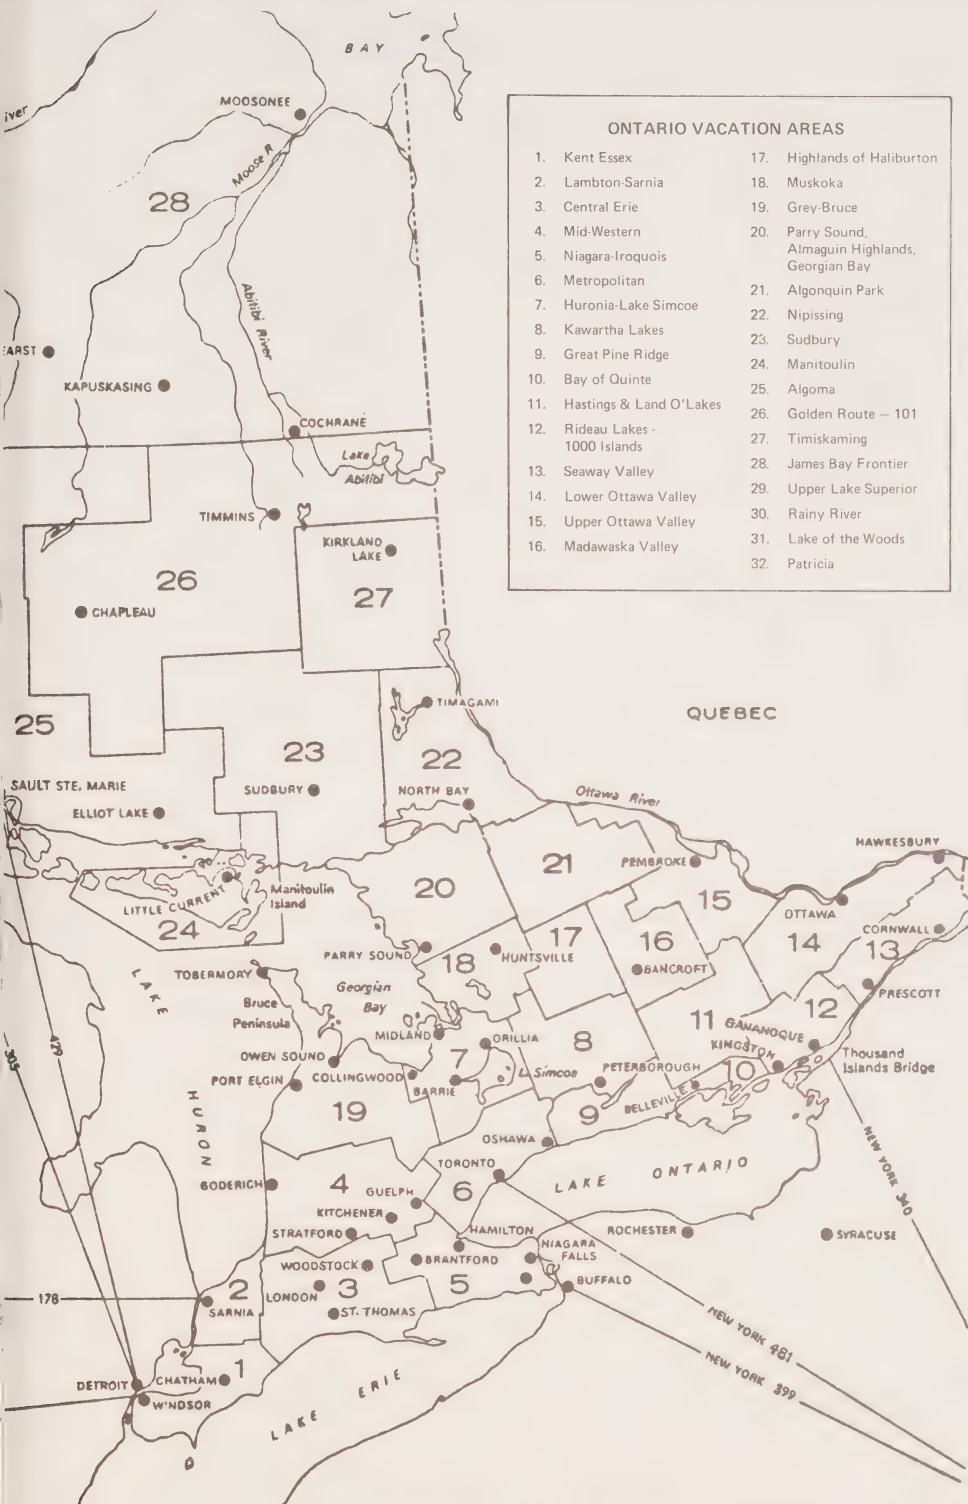 BAY
MOOSONEE
iver
Moose R
28
Abitibi River
EARST
KAPUSKASING
COCHRANE
Lake
Abitibi
TIMMINS
KIRKLAND
LAKE
26
27
CHAPLEAU
ONTARIO VACATION AREAS
1. Kent Essex
2. Lambton-Sarnia
3. Central Erie
4. Mid-Western
5. Niagara-Iroquois
6. Metropolitan
7. Huronia-Lake Simcoe
8. Kawartha Lakes
9. Great Pine Ridge
10. Bay of Quinte
11. Hastings & Land O'Lakes
12. Rideau Lakes -
1000 Islands
13. Seaway Valley
14. Lower Ottawa Valley
15. Upper Ottawa Valley
16. Madawaska Valley
17. Highlands of Haliburton
18. Muskoka
19. Grey-Bruce
20. Parry Sound,
Almaguin Highlands,
Georgian Bay
21. Algonquin Park
22. Nipissing
23. Sudbury
24. Manitoulin
25. Algoma
26. Golden Route – 101
27. Timiskaming
28. James Bay Frontier
29. Upper Lake Superior
30. Rainy River
31. Lake of the Woods
32. Patricia
TIMAGAMI
QUEBEC
25
23
22
SAULT STE. MARIE
SUDBURY
NORTH BAY
Ottawa River
ELLIOT LAKE
HAWKESBURY
21
PEMBROKE
20
15
LITTLE CURRENT
Manitoulin
Island
OTTAWA
24
17
16
14
CORNWALL
13
PARRY SOUND
18
HUNTSVILLE
BANCROFT
TOBERMORY
PRESCOTT
LAKE
Georgian
Bay
Bruce
Peninsula
12
11
GANANOQUE
MIDLAND
ORILLIA
8
KINGSTON
Thousand
Islands Bridge
429
303
OWEN SOUND
7
L. Simcoe
PETERBOROUGH
10
PORT ELGIN
COLLINGWOOD
BARRIE
BELLEVILLE
HURON
19
9
OSHAWA
NEW YORK 340
TORONTO
LAKE ONTARIO
GODERICH
4
GUELPH
6
KITCHENER
STRATFORD
HAMILTON
ROCHESTER
SYRACUSE
NIAGARA
FALLS
WOODSTOCK
BRANTFORD
2
3
5
BUFFALO
178
SARNIA
LONDON
ST. THOMAS
NEW YORK 481
NEW YORK 399
1
DETROIT
CHATHAM
WINDSOR
LAKE ERIE